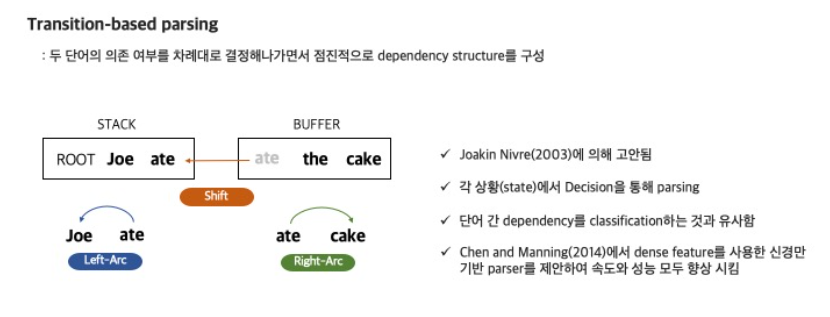 Transition-based parsing
: 두 단어의 의존 여부를 차례대로 결정해나가면서 점진적으로 dependency structure를 구성
STACK
BUFFER
ROOT Joe ate
ate the cake
Shift
Joe ate
Left-Arc
ate cake
Right-Arc
✓ Joakin Nivre(2003)에 의해 고안됨
✓ 각 상황(state)에서 Decision을 통해 parsing
✓ 단어 간 dependency를 classification하는 것과 유사함
✓ Chen and Manning(2014)에서 dense feature를 사용한 신경만
기반 parser를 제안하여 속도와 성능 모두 향상 시킴